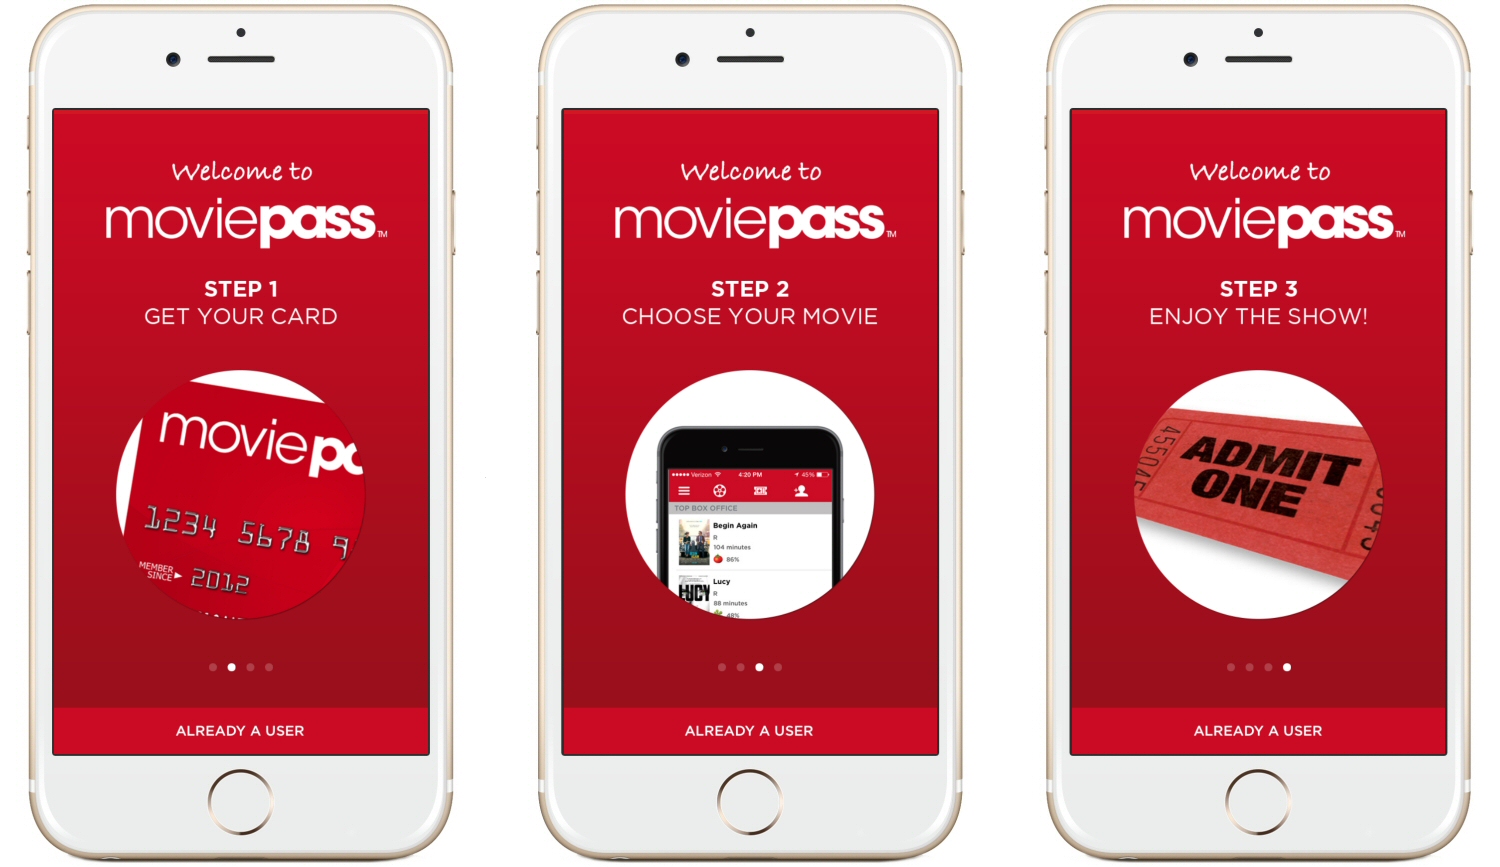 Welcome to
moviepass™
STEP 1
GET YOUR CARD
movie
1234 5678 9
MEMBER
SINCE
2012
ALREADY A USER
Welcome to
moviepass™
STEP 2
CHOOSE YOUR MOVIE
Verizon 4:20 PM 45%
TOP BOX OFFICE
Begin Again
R
104 minutes
86%
Lucy
LUCY
R
88 minutes
48%
ALREADY A USER
Welcome to
moviepass™
STEP 3
ENJOY THE SHOW!
ADMIT
ONE
ALREADY A USER